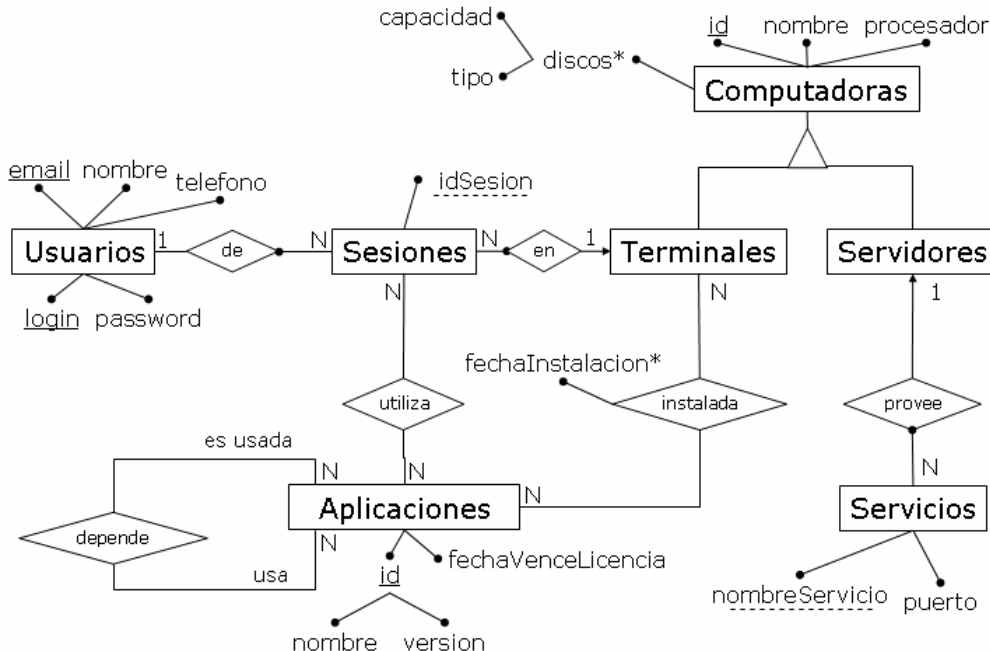 capacidad
id nombre procesador
tipo discos*
Computadoras
email nombre
telefono
idSesion
Usuarios 1 de N Sesiones N en 1 Terminales Servidores
login password
N N 1
fechaInstalacion*
utiliza instalada provee
es usada
N N N N
Aplicaciones Servicios
depende N
usa
fechaVenceLicencia
id
nombreServicio puerto
nombre version